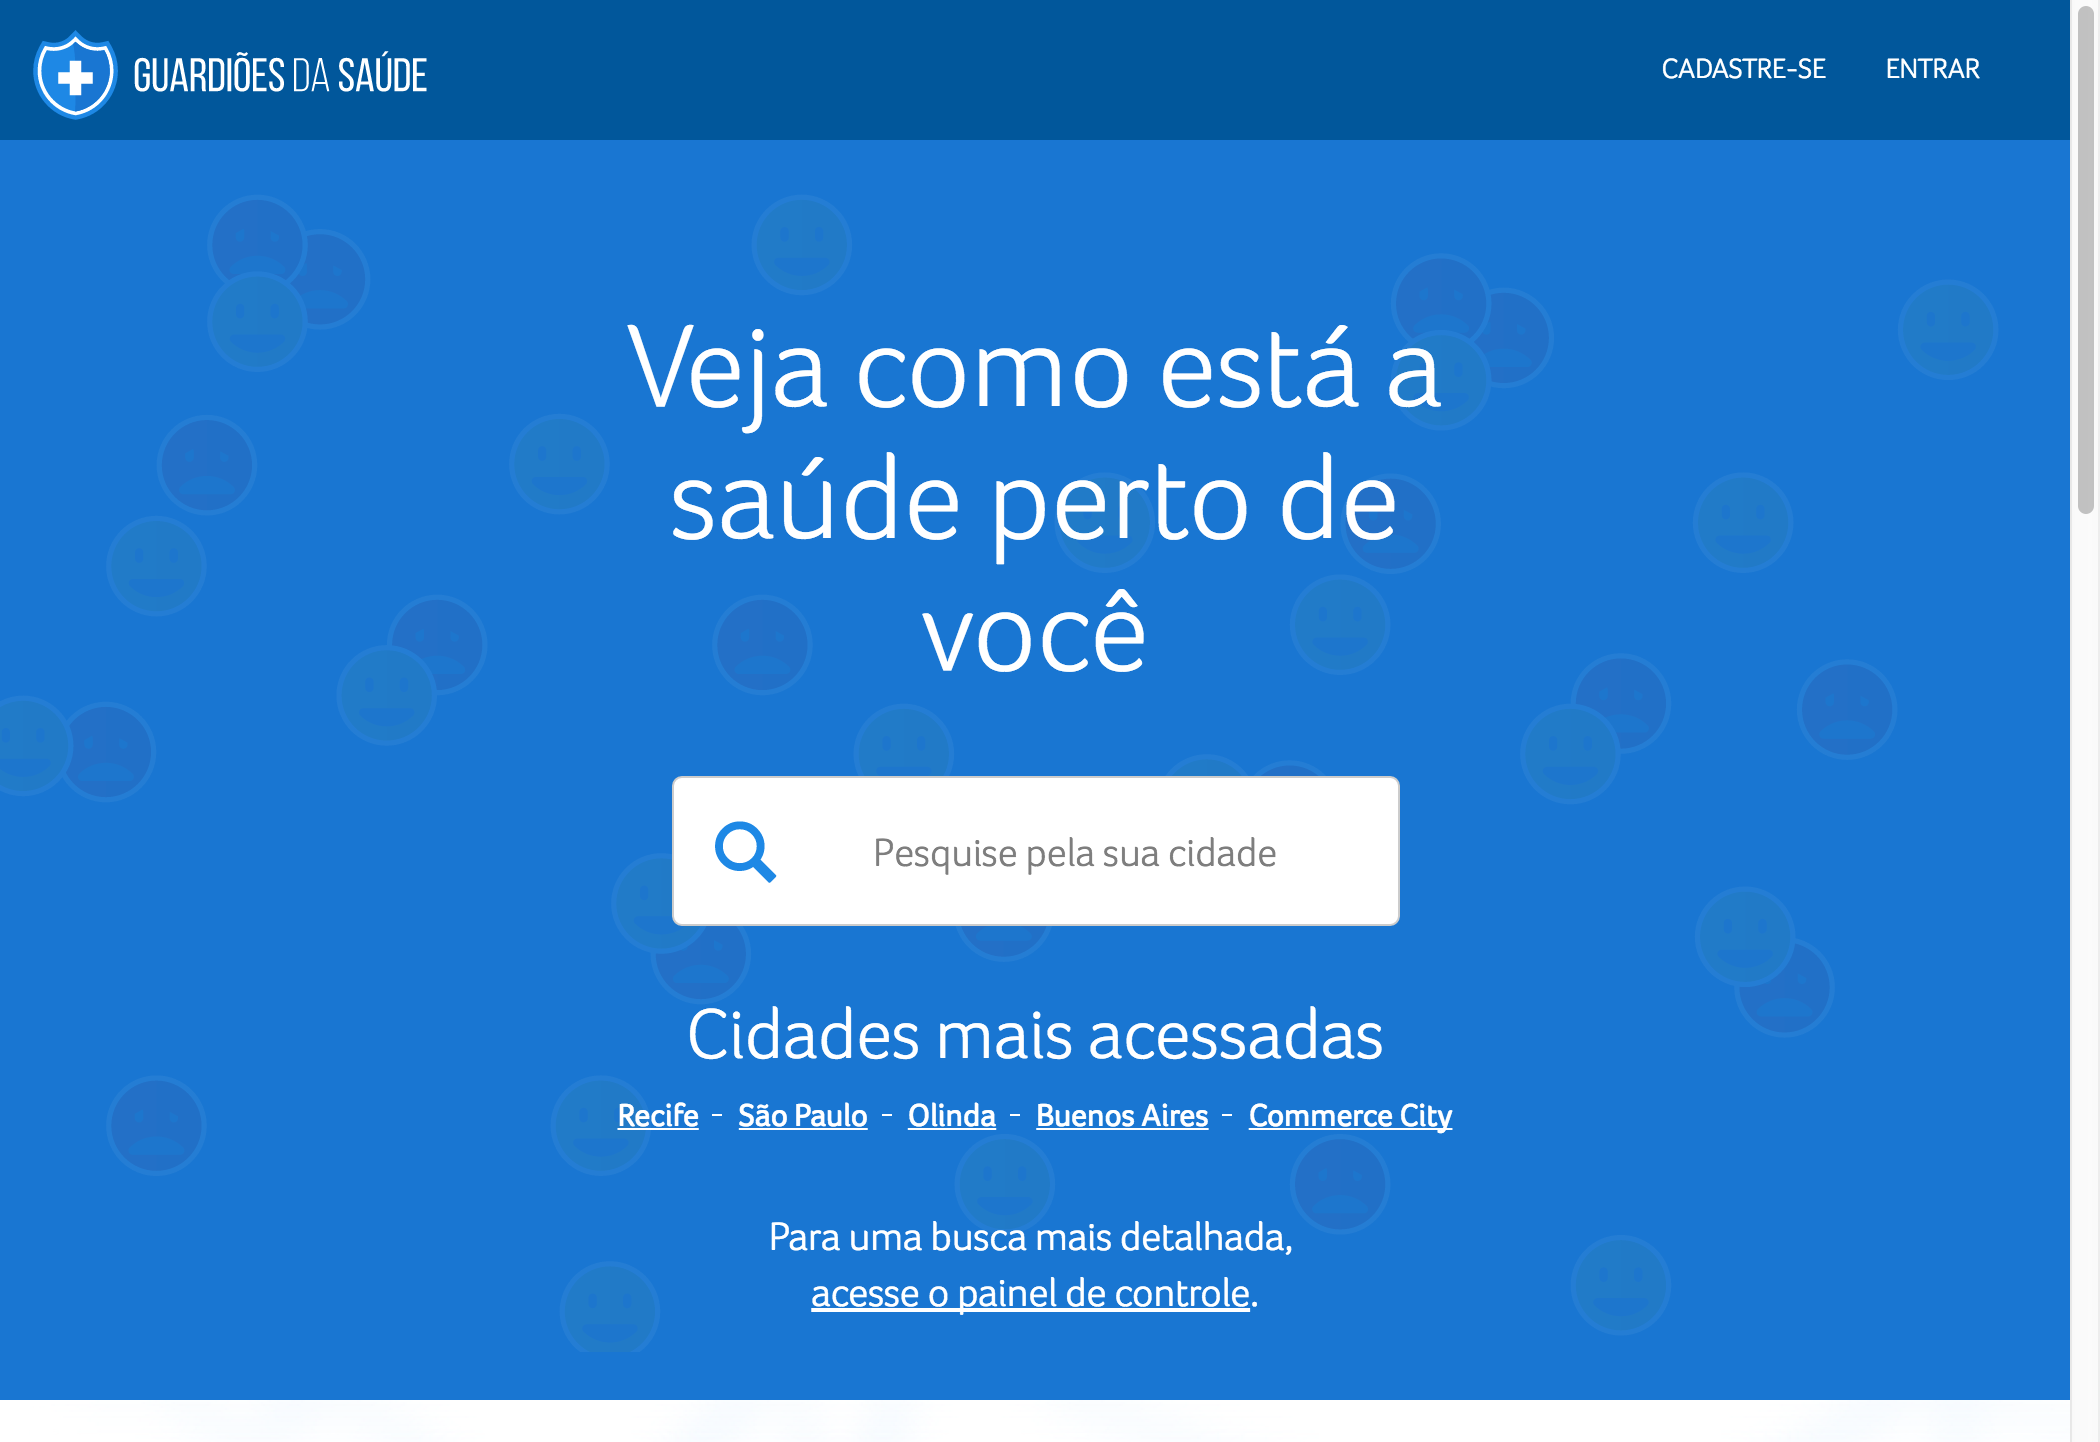 GUARDIÕES DA SAÚDE
CADASTRE-SE
ENTRAR
Veja como está a
saúde perto de
você
Pesquise pela sua cidade
Cidades mais acessadas
Recife - São Paulo - Olinda - Buenos Aires - Commerce City
Para uma busca mais detalhada,
acesse o painel de controle.